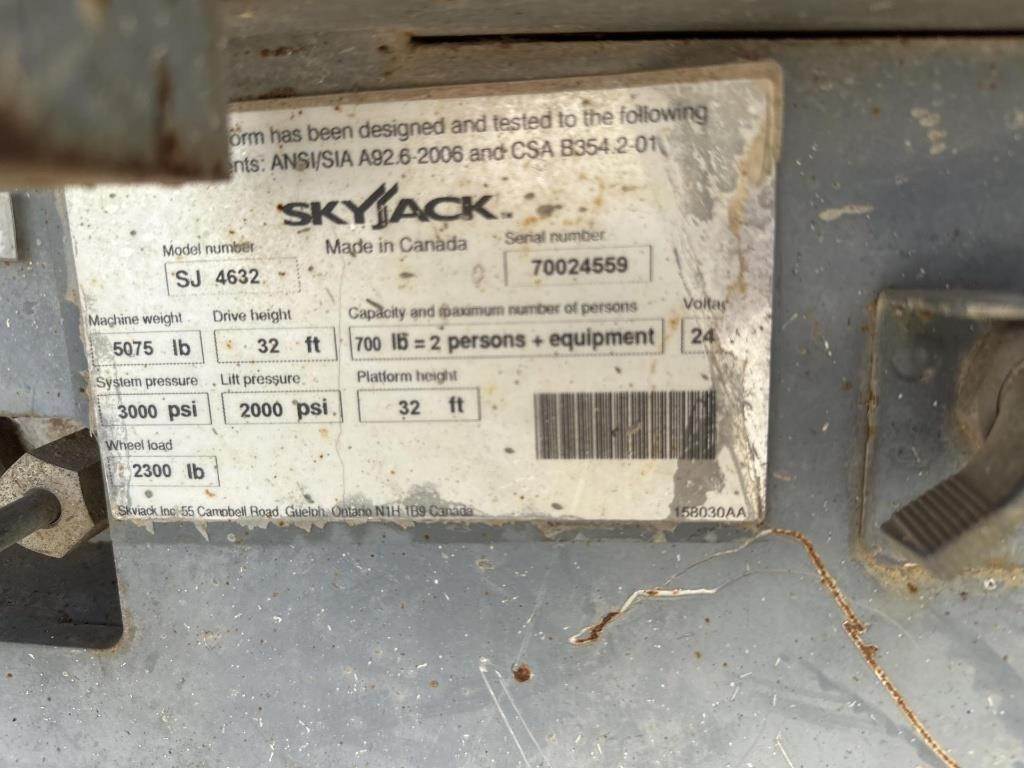 orm has been designed and tested to the following
nts: ANSI/SIA A92.6-2006 and CSA B354.2-01
SKYJACK
Made in Canada
Model number
SJ 4632
Serial number
70024559
Machine weight
5075 lb
Drive height
32 ft
Capacity and maximum number of persons
700 lb = 2 persons + equipment
Voltag
24
System pressure
3000 psi
Lift pressure
2000 psi
Platform height
32 ft
Wheel load
2300 lb
Skyjack Inc. 55 Campbell Road, Guelph, Ontario N1H 1B9 Canada
158030AA